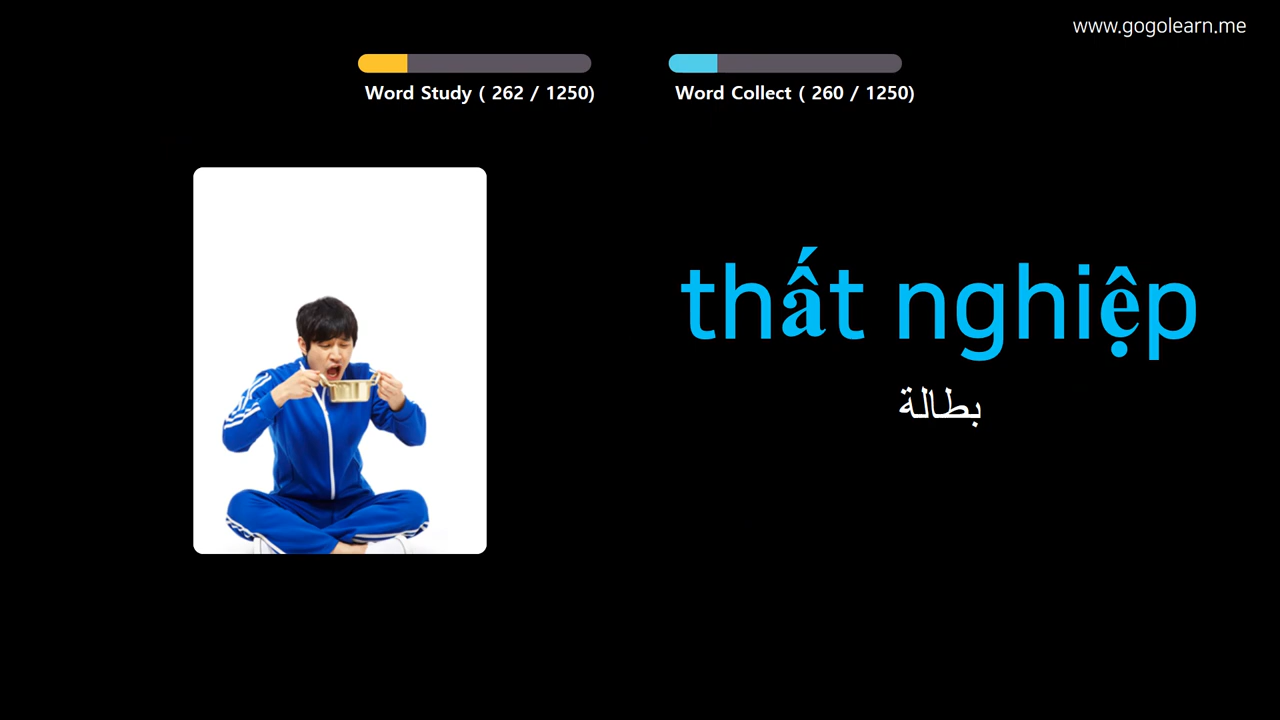 www.gogolearn.me
Word Study ( 262 / 1250)
Word Collect ( 260 / 1250)
thất nghiệp
بطالة